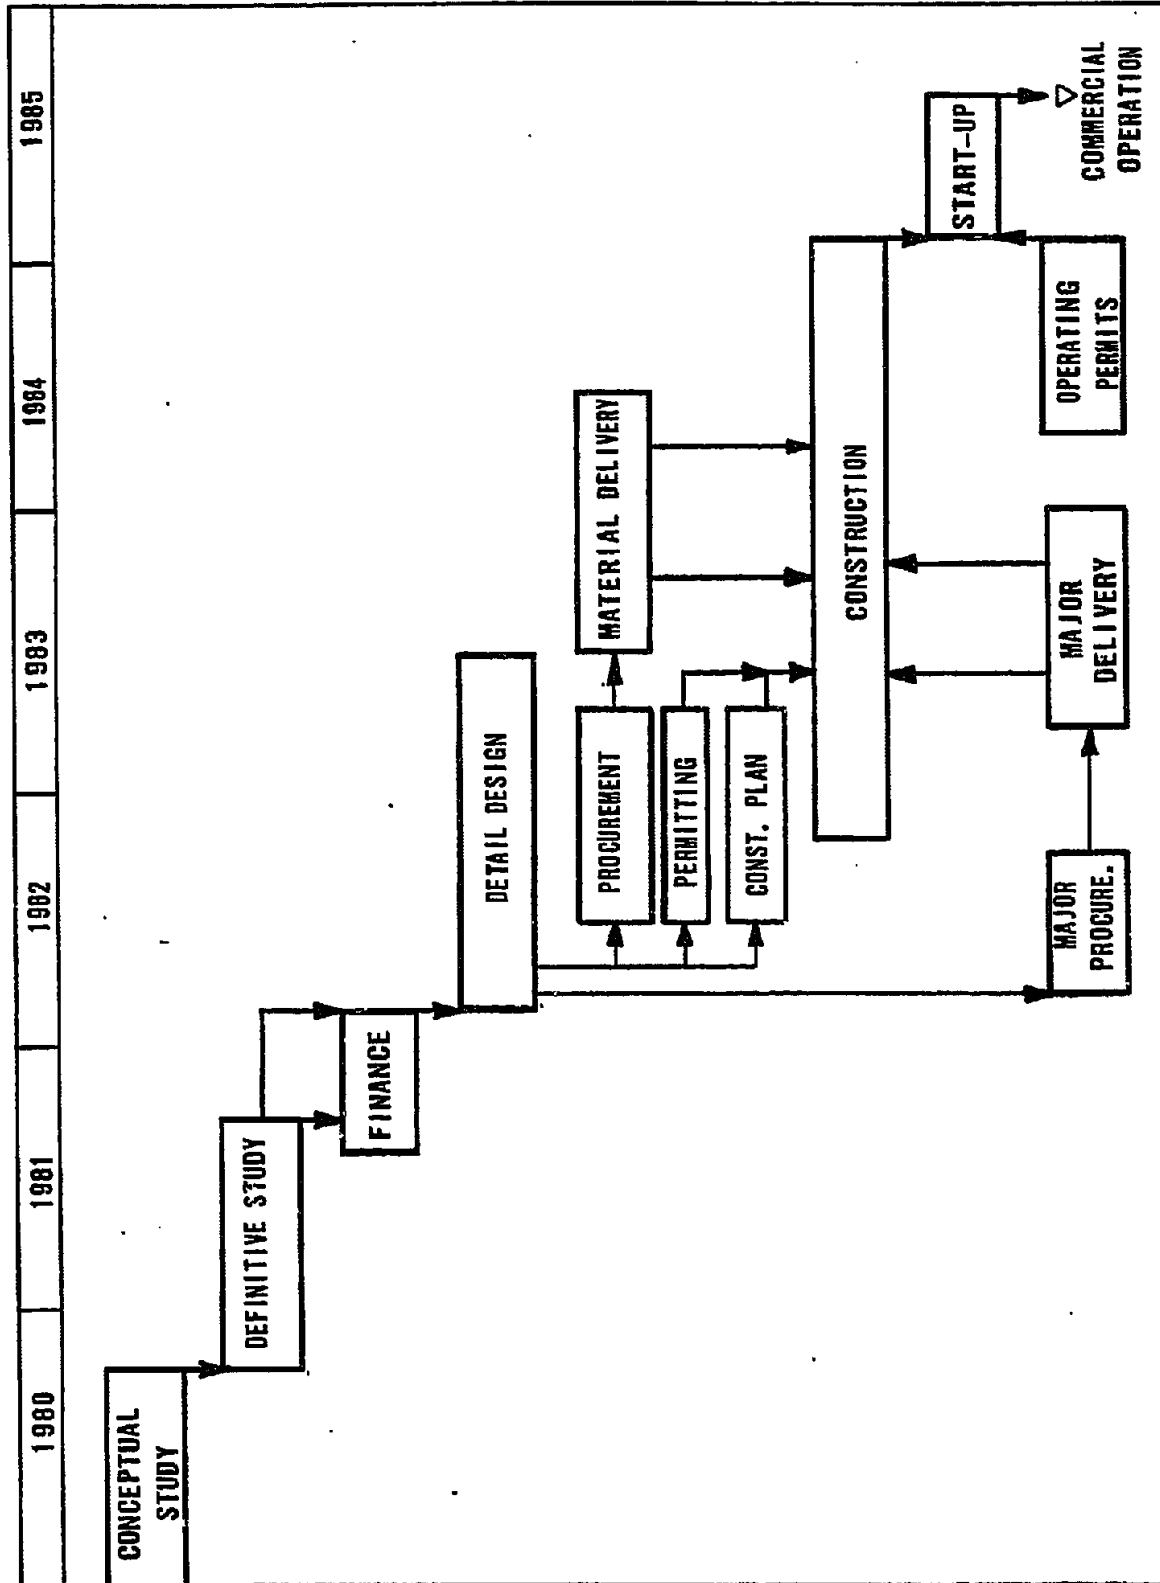 1980
1981
1982
1983
1984
1985
CONCEPTUAL
STUDY
DEFINITIVE STUDY
FINANCE
DETAIL DESIGN
PROCUREMENT
MATERIAL DELIVERY
PERMITTING
CONST. PLAN
CONSTRUCTION
START-UP
MAJOR
PROCURE.
MAJOR
DELIVERY
OPERATING
PERMITS
COMMERCIAL
OPERATION